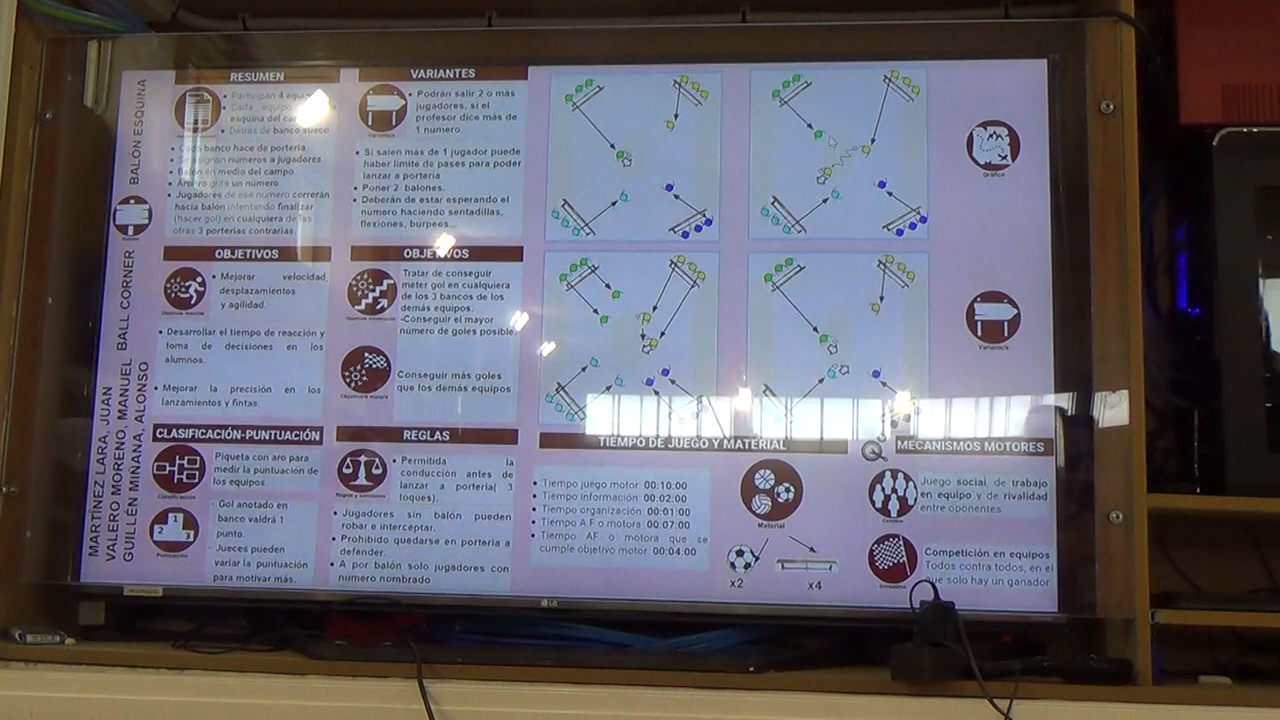 BALON ESQUINA
BALL CORNER
MARTINEZ LARA, JUAN
VALERO MORENO, MANUEL
GUILLÉN MIÑANA, ALONSO
RESUMEN
• Participan 4
• Cada equipo
esquina del
• Detrás de banco sueco
• Cada banco hace de portería.
• Se asignan números a jugadores.
• Balón en medio del campo.
• Árbitro grita un número.
• Jugadores de ese número correrán
hacia balón intentando finalizar
(hacer gol) en cualquiera de las
otras 3 porterías contrarias.
VARIANTES
• Podrán salir 2 o más
jugadores, si el
profesor dice más de
1 número.
Variante/s
• Si salen más de 1 jugador puede
haber límite de pases para poder
lanzar a portería
• Poner 2 balones.
• Deberán de estar esperando el
número haciendo sentadillas,
flexiones, burpees...
OBJETIVOS
• Mejorar velocidad,
desplazamientos
y agilidad.
• Desarrollar el tiempo de reacción y
toma de decisiones en los
alumnos.
• Mejorar la precisión en los
lanzamientos y fintas.
OBJETIVOS
Tratar de conseguir
meter gol en cualquiera
de los 3 bancos de los
demás equipos.
-Conseguir el mayor
número de goles posible.
Conseguir más goles
que los demás equipos
Gráfico
Variante/s
CLASIFICACIÓN-PUNTUACIÓN
Piqueta con aro para
medir la puntuación de
los equipos.
Clasificación
- Gol anotado en
banco valdrá 1
punto.
- Jueces pueden
variar la puntuación
para motivar más.
1
2
3
Puntuación
REGLAS
• Permitida la
conducción antes de
lanzar a portería( 3
toques).
• Jugadores sin balón pueden
robar e interceptar.
• Prohibido quedarse en portería a
defender.
• A por balón solo jugadores con
número nombrado
TIEMPO DE JUEGO Y MATERIAL
• Tiempo juego motor: 00:10:00
• Tiempo información: 00:02:00
• Tiempo organización: 00:01:00
• Tiempo A.F o motora: 00:07:00
• Tiempo AF o motora que se
cumple objetivo motor: 00:04:00
Material
x2
x4
MECANISMOS MOTORES
Juego social, de trabajo
en equipo y de rivalidad
entre oponentes
Competición en equipos
Todos contra todos, en el
que solo hay un ganador
LG